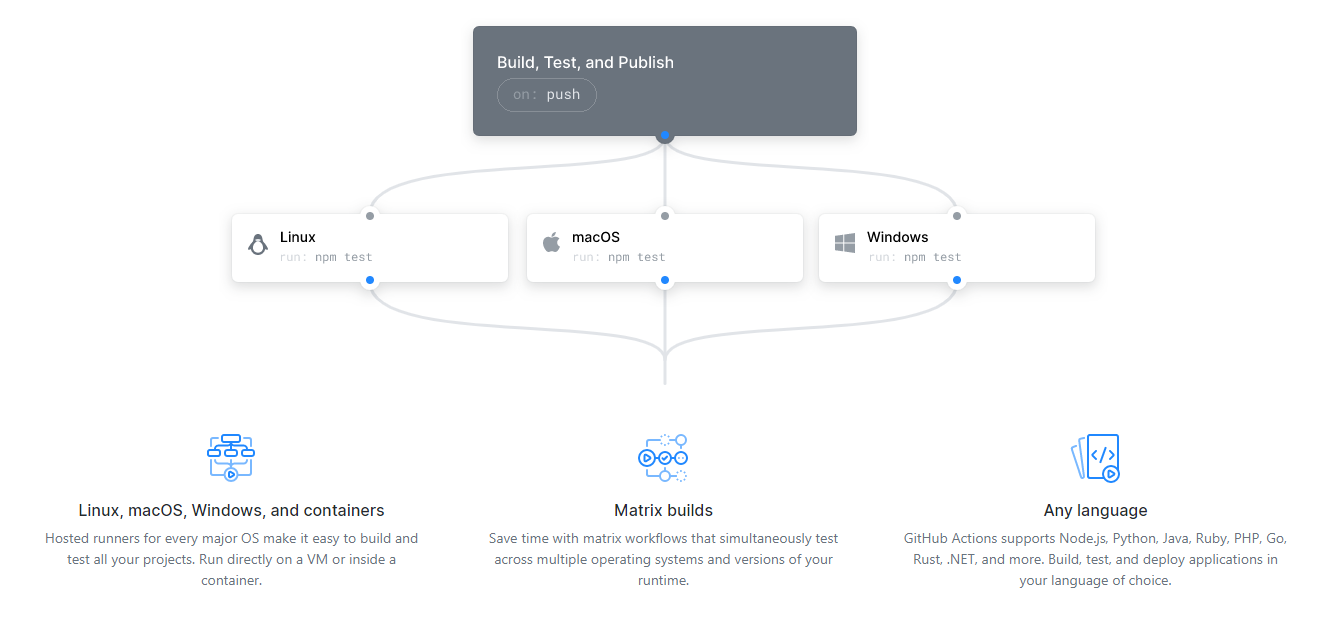 Build, Test, and Publish
on: push
Linux
run: npm test
macOS
run: npm test
Windows
run: npm test
Linux, macOS, Windows, and containers
Hosted runners for every major OS make it easy to build and
test all your projects. Run directly on a VM or inside a
container.
Matrix builds
Save time with matrix workflows that simultaneously test
across multiple operating systems and versions of your
runtime.
Any language
GitHub Actions supports Node.js, Python, Java, Ruby, PHP, Go,
Rust, .NET, and more. Build, test, and deploy applications in
your language of choice.